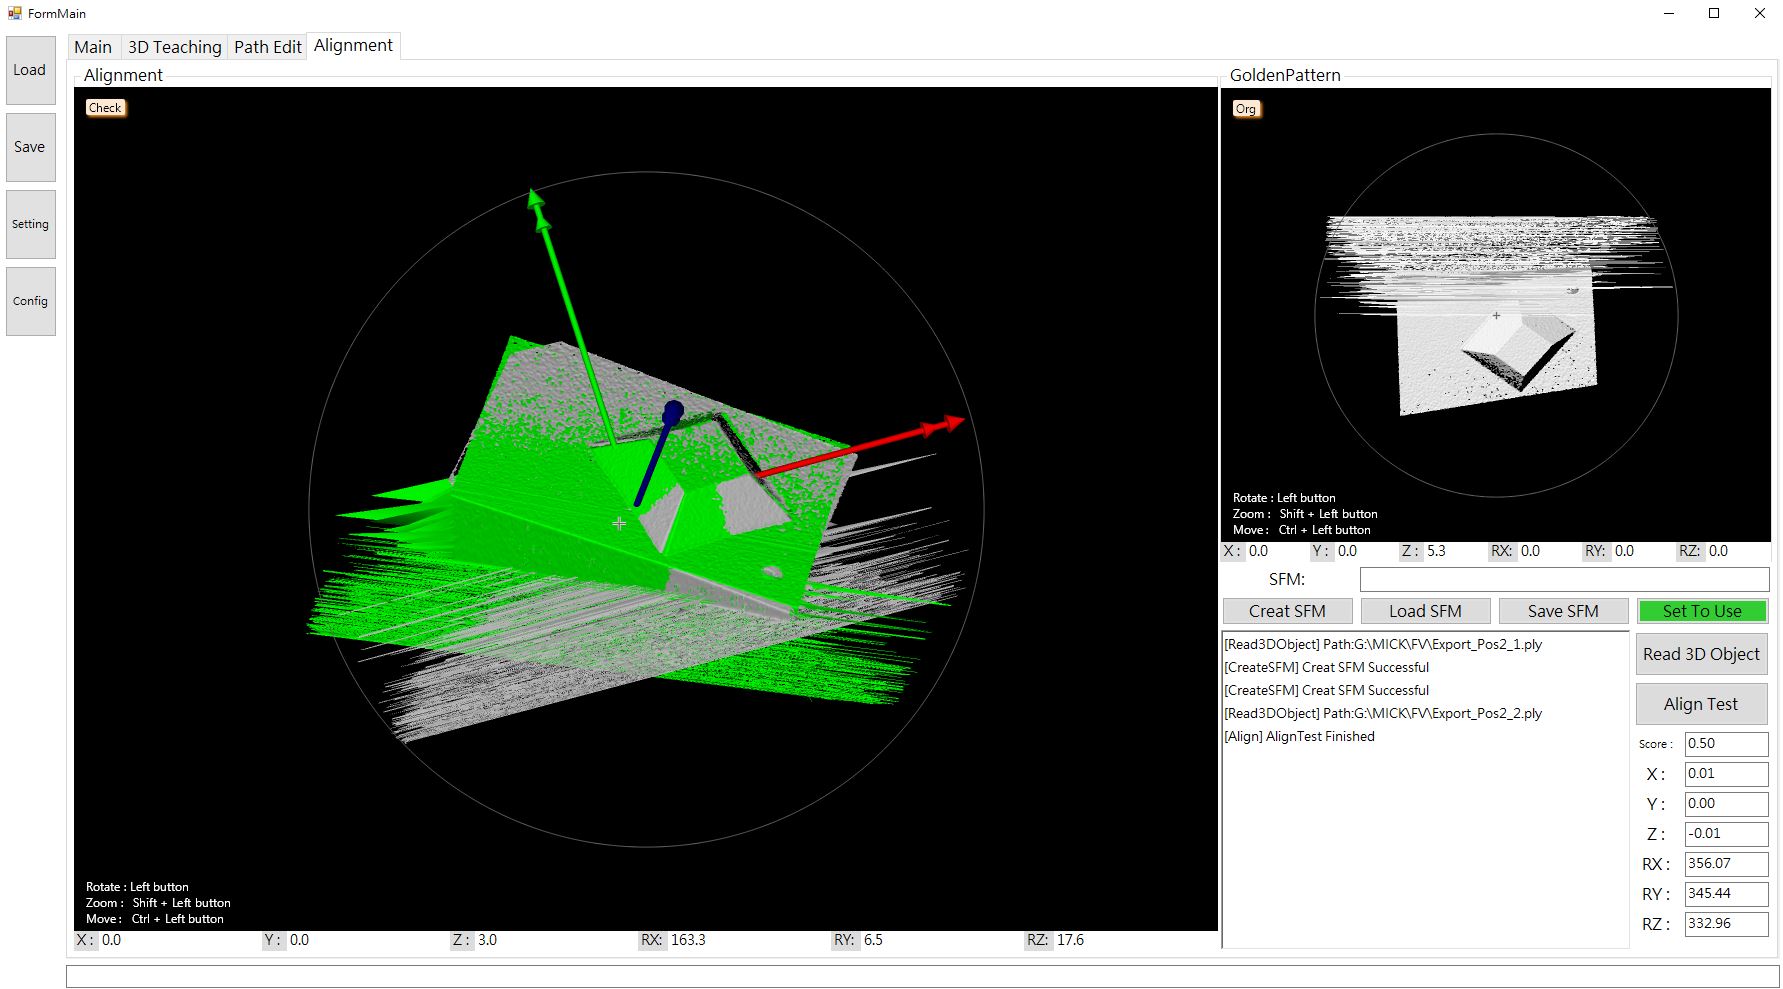 FormMain
Load
Save
Setting
Config
Main 3D Teaching Path Edit Alignment
Alignment
Check
Rotate : Left button
Zoom : Shift + Left button
Move : Ctrl + Left button
X : 0.0 Y : 0.0 Z : 3.0 RX: 163.3 RY: 6.5 RZ: 17.6
GoldenPattern
Org
Rotate : Left button
Zoom : Shift + Left button
Move : Ctrl + Left button
X : 0.0 Y : 0.0 Z : 5.3 RX: 0.0 RY: 0.0 RZ: 0.0
SFM:
Creat SFM Load SFM Save SFM Set To Use
[Read3DObject] Path:G:\MICK\FV\Export_Pos2_1.ply
[CreateSFM] Creat SFM Successful
[CreateSFM] Creat SFM Successful
[Read3DObject] Path:G:\MICK\FV\Export_Pos2_2.ply
[Align] AlignTest Finished
Read 3D Object
Align Test
Score : 0.50
X : 0.01
Y : 0.00
Z : -0.01
RX : 356.07
RY : 345.44
RZ : 332.96